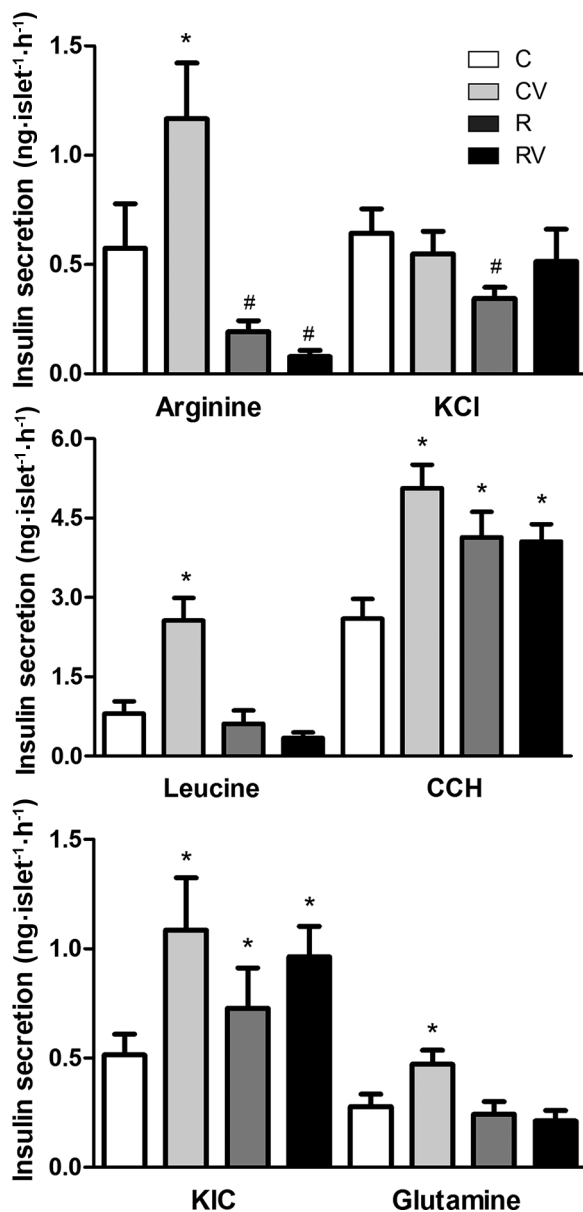 Insulin secretion (ng·islet⁻¹·h⁻¹)
1.5
1.0
0.5
0.0
*
#
#
#
C
CV
R
RV
Arginine KCl
Insulin secretion (ng·islet⁻¹·h⁻¹)
6.0
4.5
3.0
1.5
0.0
*
*
*
*
Leucine CCH
Insulin secretion (ng·islet⁻¹·h⁻¹)
1.5
1.0
0.5
0.0
*
*
*
*
KIC Glutamine